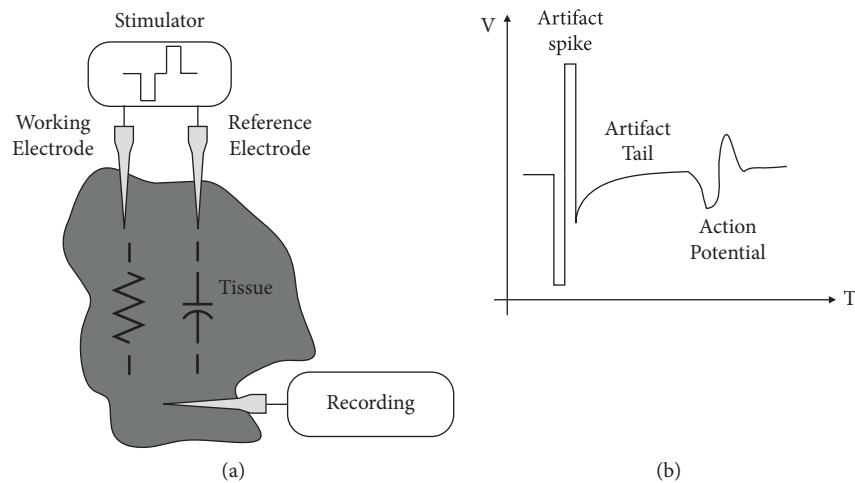 Stimulator
Working
Electrode
Reference
Electrode
Tissue
Recording
(a)
V
Artifact
spike
Artifact
Tail
Action
Potential
T
(b)